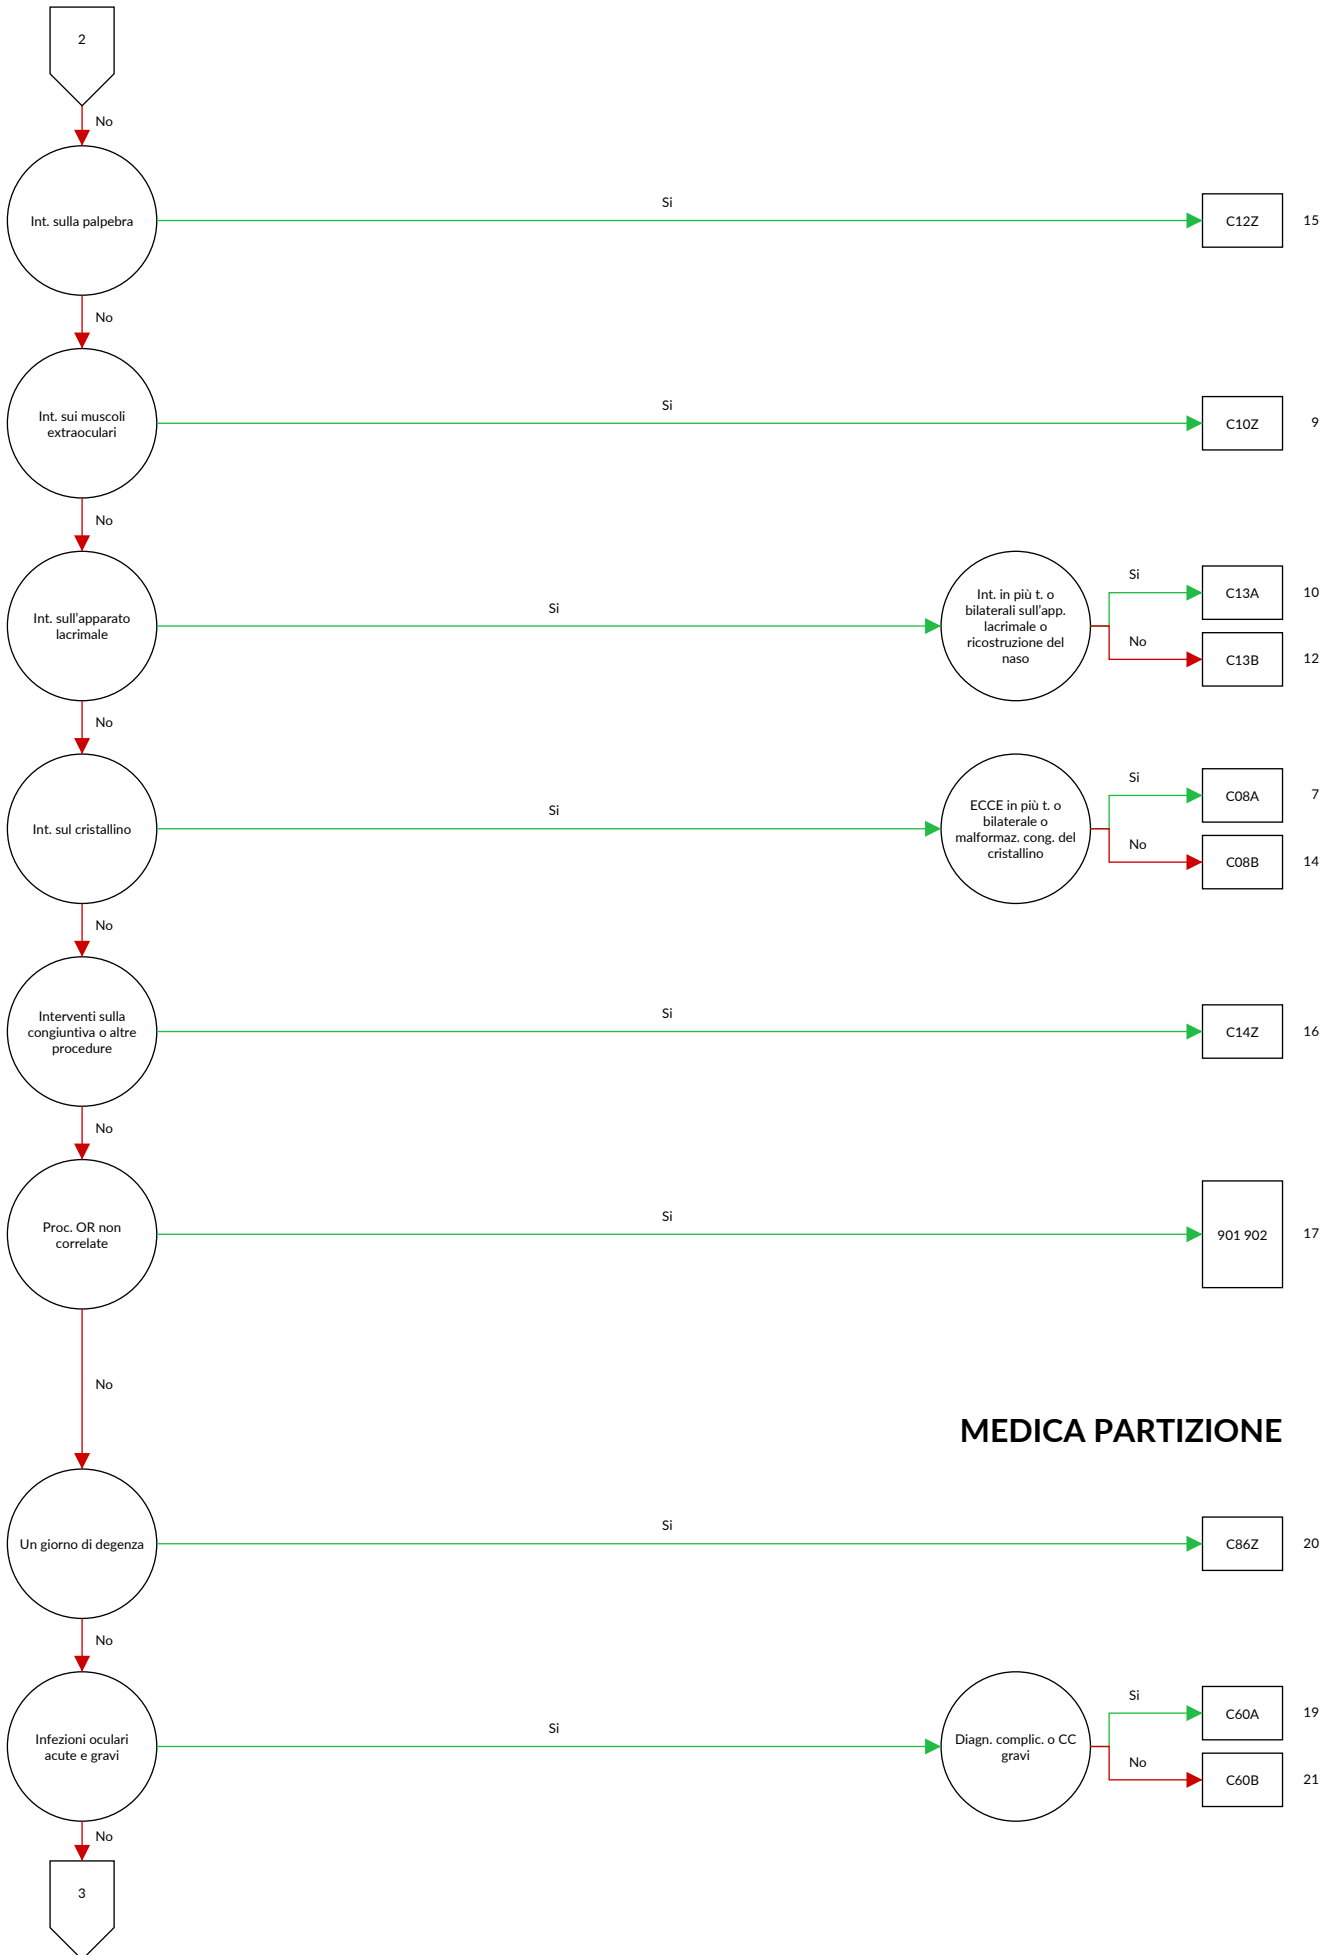 2
No
Int. sulla palpebra
Si
C12Z
15
No
Int. sui muscoli
extraoculari
Si
C10Z
9
No
Int. sull'apparato
lacrimale
Si
Int. in più t. o
bilaterali sull'app.
lacrimale o
ricostruzione del
naso
Si
C13A
10
No
C13B
12
No
Int. sul cristallino
Si
ECCE in più t. o
bilaterale o
malformaz. cong. del
cristallino
Si
C08A
7
No
C08B
14
No
Interventi sulla
congiuntiva o altre
procedure
Si
C14Z
16
No
Proc. OR non
correlate
Si
901 902
17
No
MEDICA PARTIZIONE
Un giorno di degenza
Si
C86Z
20
No
Infezioni oculari
acute e gravi
Si
Diagn. complic. o CC
gravi
Si
C60A
19
No
C60B
21
No
3